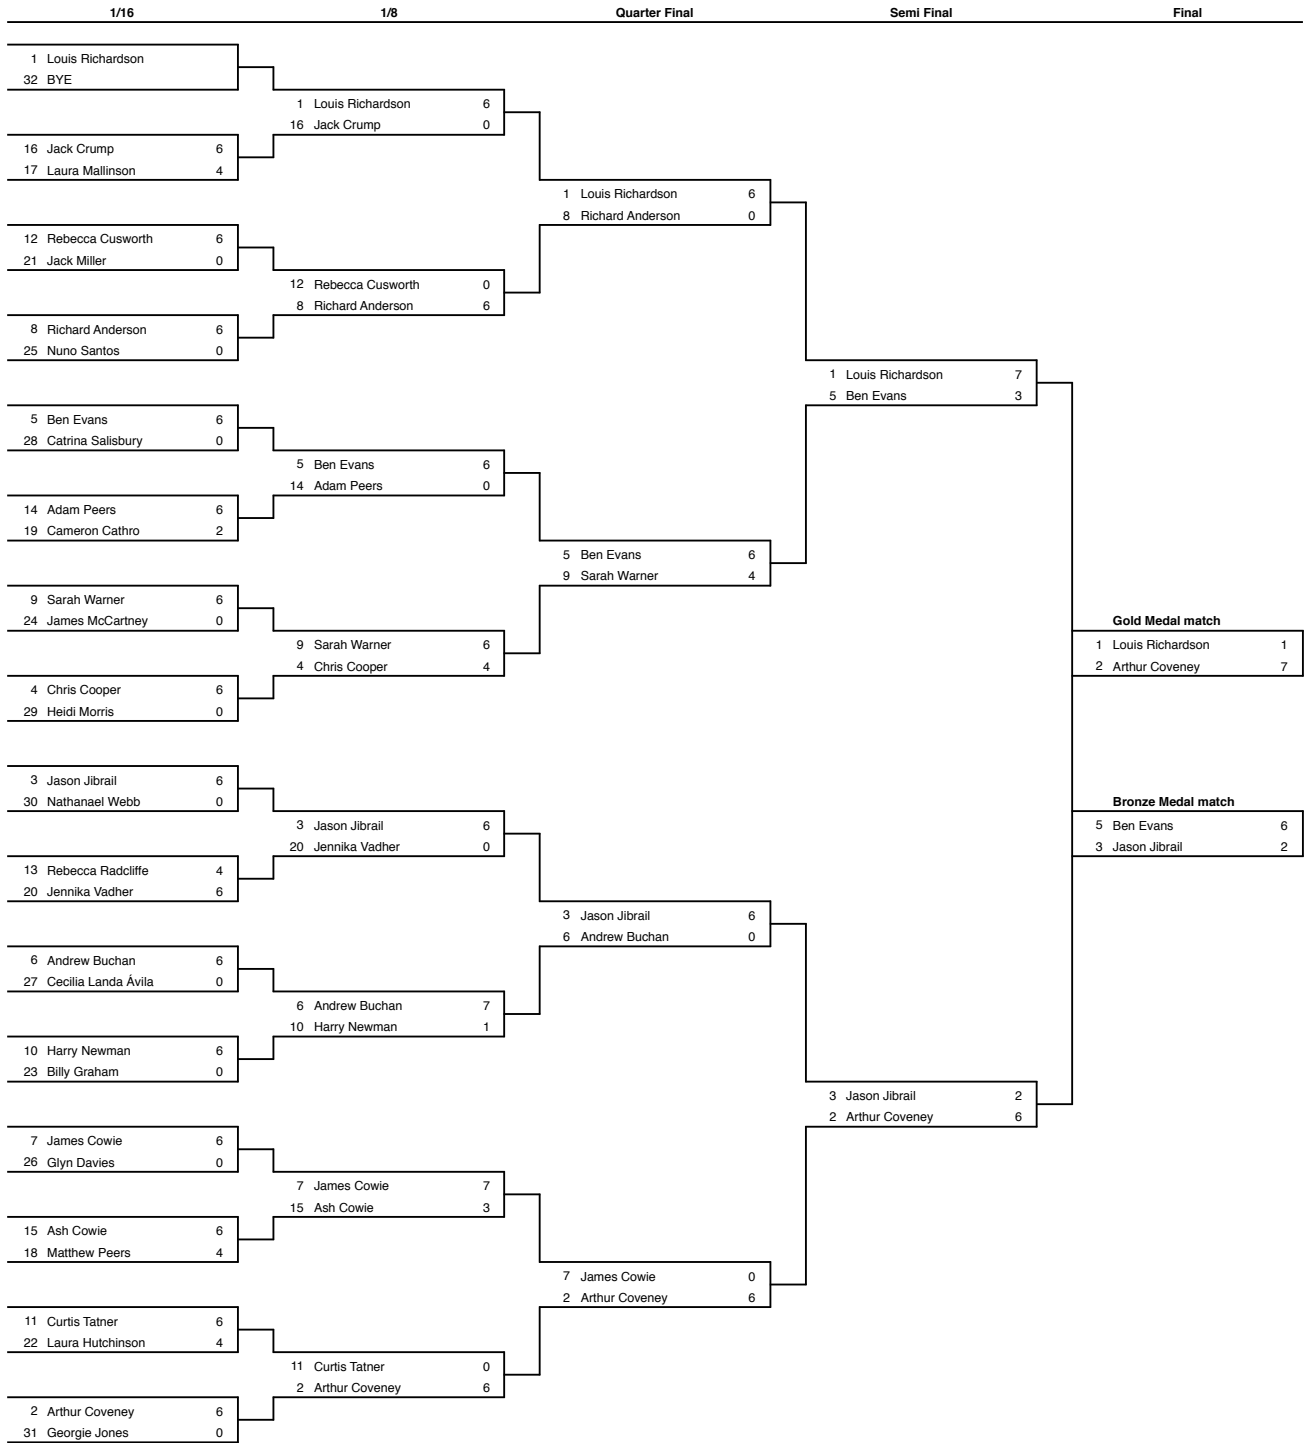 1/16 1/8 Quarter Final Semi Final Final
1 Louis Richardson
32 BYE
16 Jack Crump 6
17 Laura Mallinson 4
12 Rebecca Cusworth 6
21 Jack Miller 0
8 Richard Anderson 6
25 Nuno Santos 0
5 Ben Evans 6
28 Catrina Salisbury 0
14 Adam Peers 6
19 Cameron Cathro 2
9 Sarah Warner 6
24 James McCartney 0
4 Chris Cooper 6
29 Heidi Morris 0
3 Jason Jibrail 6
30 Nathanael Webb 0
13 Rebecca Radcliffe 4
20 Jennika Vadher 6
6 Andrew Buchan 6
27 Cecilia Landa Ávila 0
10 Harry Newman 6
23 Billy Graham 0
7 James Cowie 6
26 Glyn Davies 0
15 Ash Cowie 6
18 Matthew Peers 4
11 Curtis Tatner 6
22 Laura Hutchinson 4
2 Arthur Coveney 6
31 Georgie Jones 0
1 Louis Richardson 6
16 Jack Crump 0
12 Rebecca Cusworth 0
8 Richard Anderson 6
5 Ben Evans 6
14 Adam Peers 0
9 Sarah Warner 6
4 Chris Cooper 4
3 Jason Jibrail 6
20 Jennika Vadher 0
6 Andrew Buchan 7
10 Harry Newman 1
7 James Cowie 7
15 Ash Cowie 3
11 Curtis Tatner 0
2 Arthur Coveney 6
1 Louis Richardson 6
8 Richard Anderson 0
5 Ben Evans 6
9 Sarah Warner 4
3 Jason Jibrail 6
6 Andrew Buchan 0
7 James Cowie 0
2 Arthur Coveney 6
1 Louis Richardson 7
5 Ben Evans 3
3 Jason Jibrail 2
2 Arthur Coveney 6
Gold Medal match
1 Louis Richardson 1
2 Arthur Coveney 7
Bronze Medal match
5 Ben Evans 6
3 Jason Jibrail 2